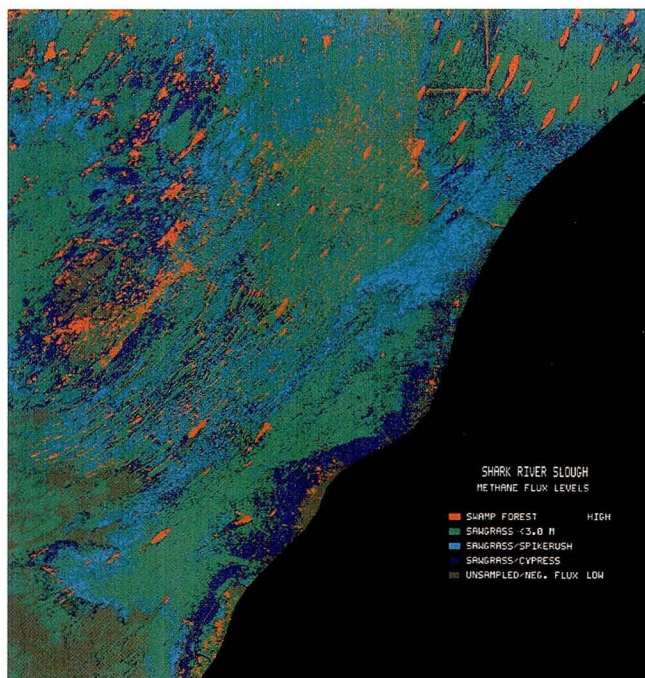 SHARK RIVER SLOUGH
METHANE FLUX LEVELS
SWAMP FOREST HIGH
SAWGRASS <3.0 M
SAWGRASS/SPIKERUSH
SAWGRASS/CYPRESS
UNSAMPLED/NEG. FLUX LOW